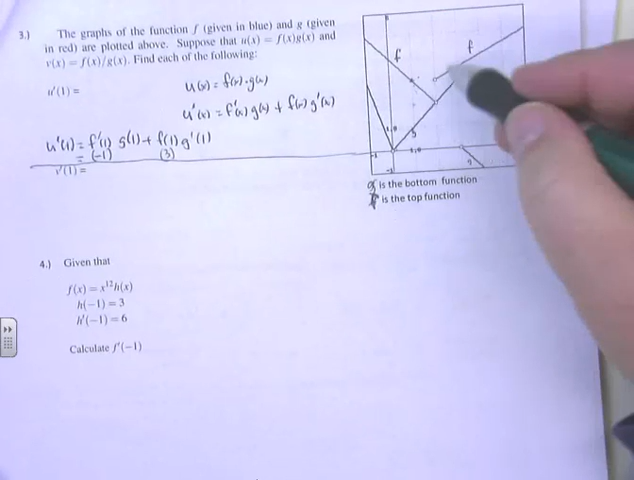 3.) The graphs of the function f (given in blue) and g (given
in red) are plotted above. Suppose that u(x) = f(x)g(x) and
v(x) = f(x)/g(x). Find each of the following:
u'(1) =
u(x) = f(x)·g(x)
u'(x) = f'(x) g(x) + f(x) g'(x)
u'(1) = f'(1) g(1) + f(1) g'(1)
= (-1) (3)
v'(1) =
f
f
g
g is the bottom function
f is the top function
4.) Given that
f(x) = x¹²h(x)
h(−1) = 3
h'(−1) = 6
Calculate f'(−1)